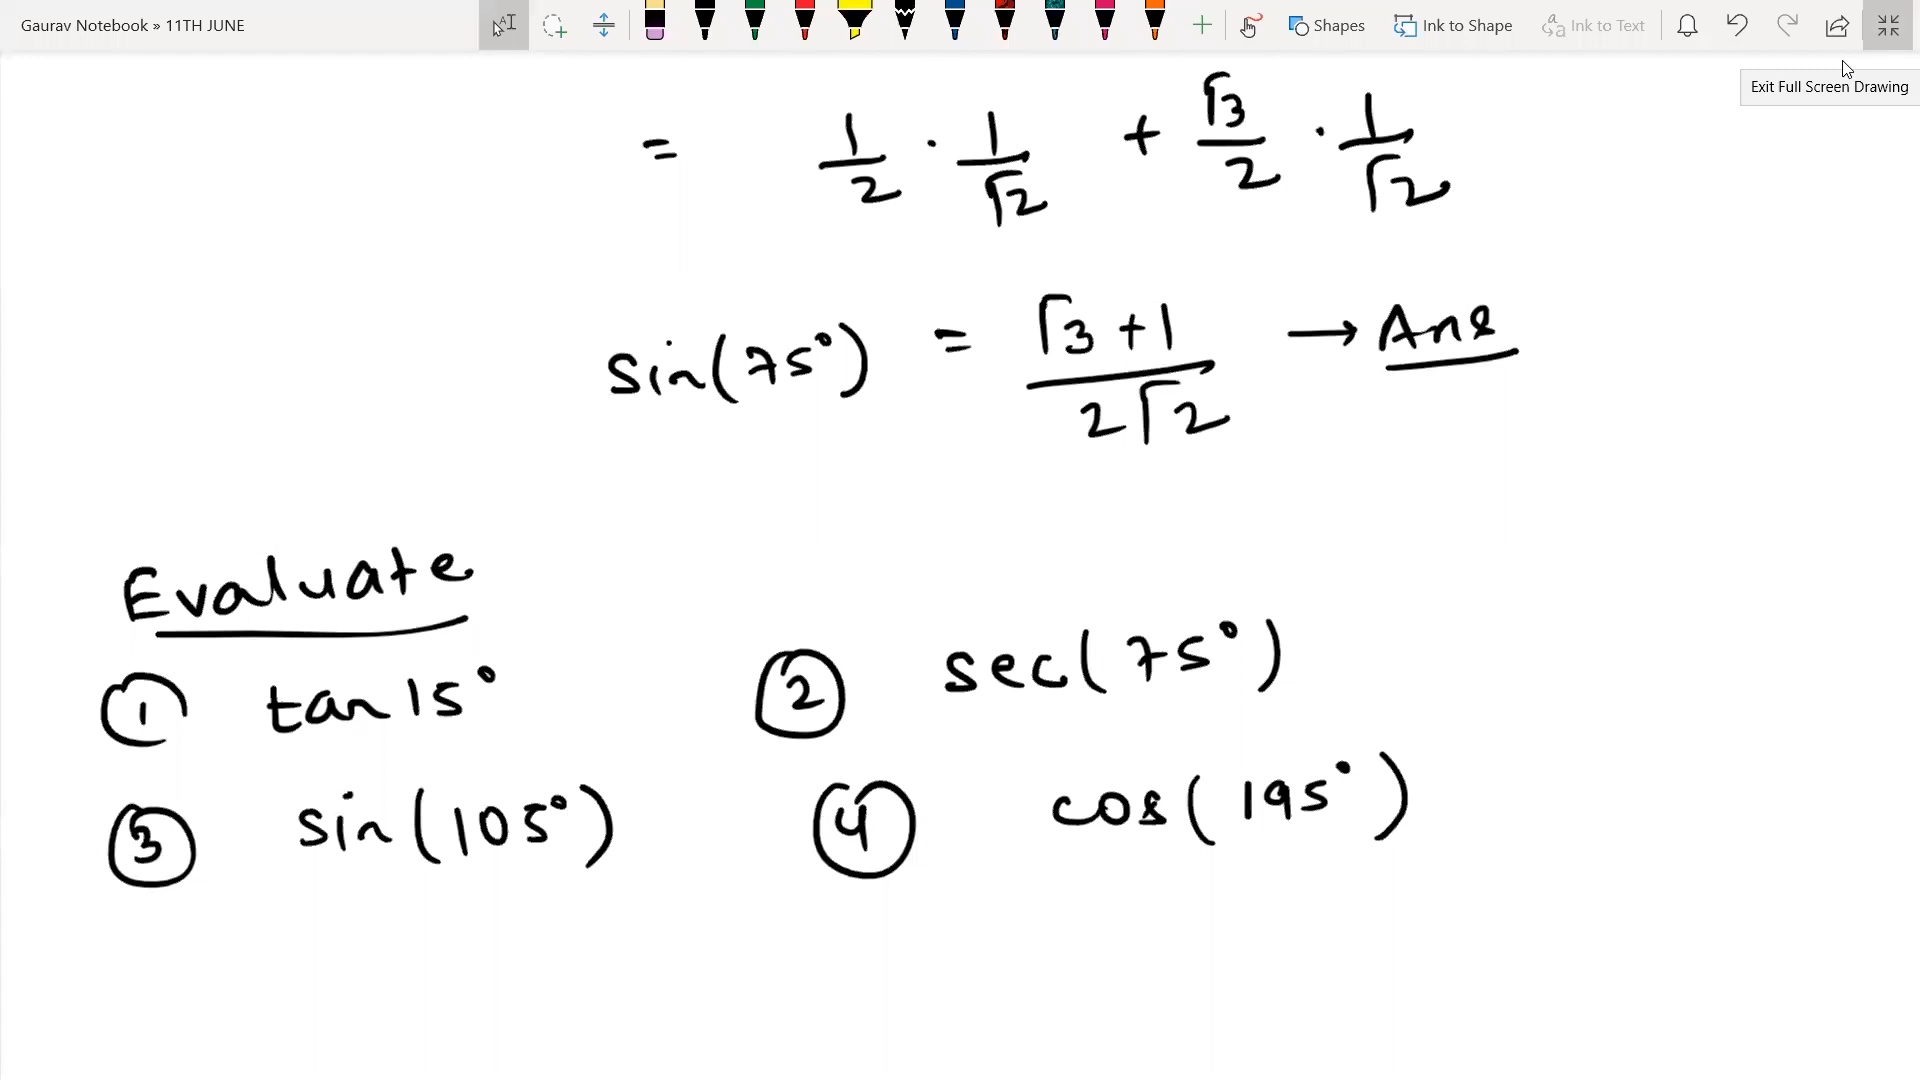 Gaurav Notebook » 11TH JUNE
Shapes Ink to Shape Ink to Text
Exit Full Screen Drawing
= 1/2 · 1/√2 + √3/2 · 1/√2
sin(75°) = √3+1/2√2 → Ans
Evaluate
① tan 15° ② sec(75°)
③ sin(105°) ④ cos(195°)